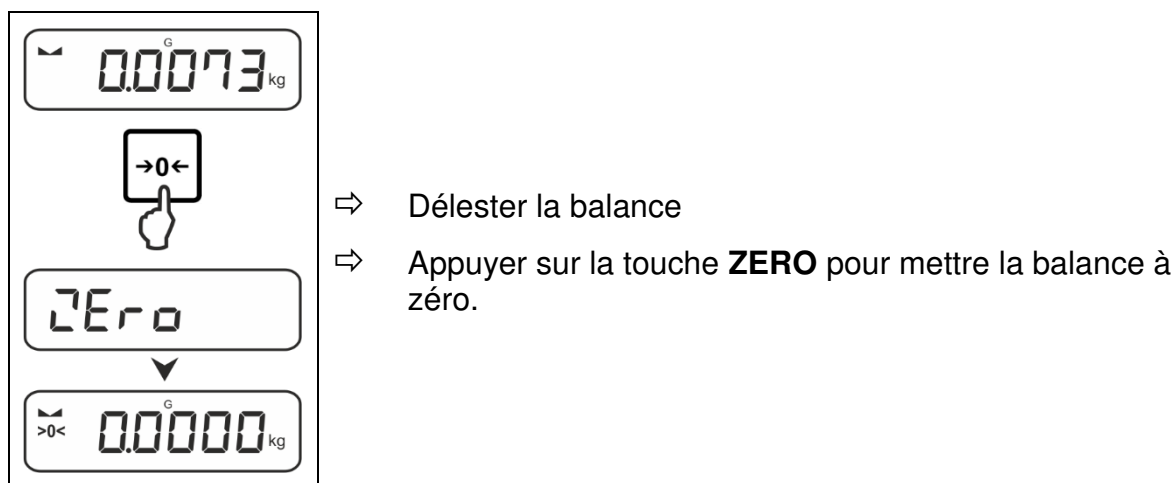 G
0.0073 kg
→0←
ZEro
G
>0< 0.0000 kg
⇨ Délester la balance
⇨ Appuyer sur la touche ZERO pour mettre la balance à
zéro.